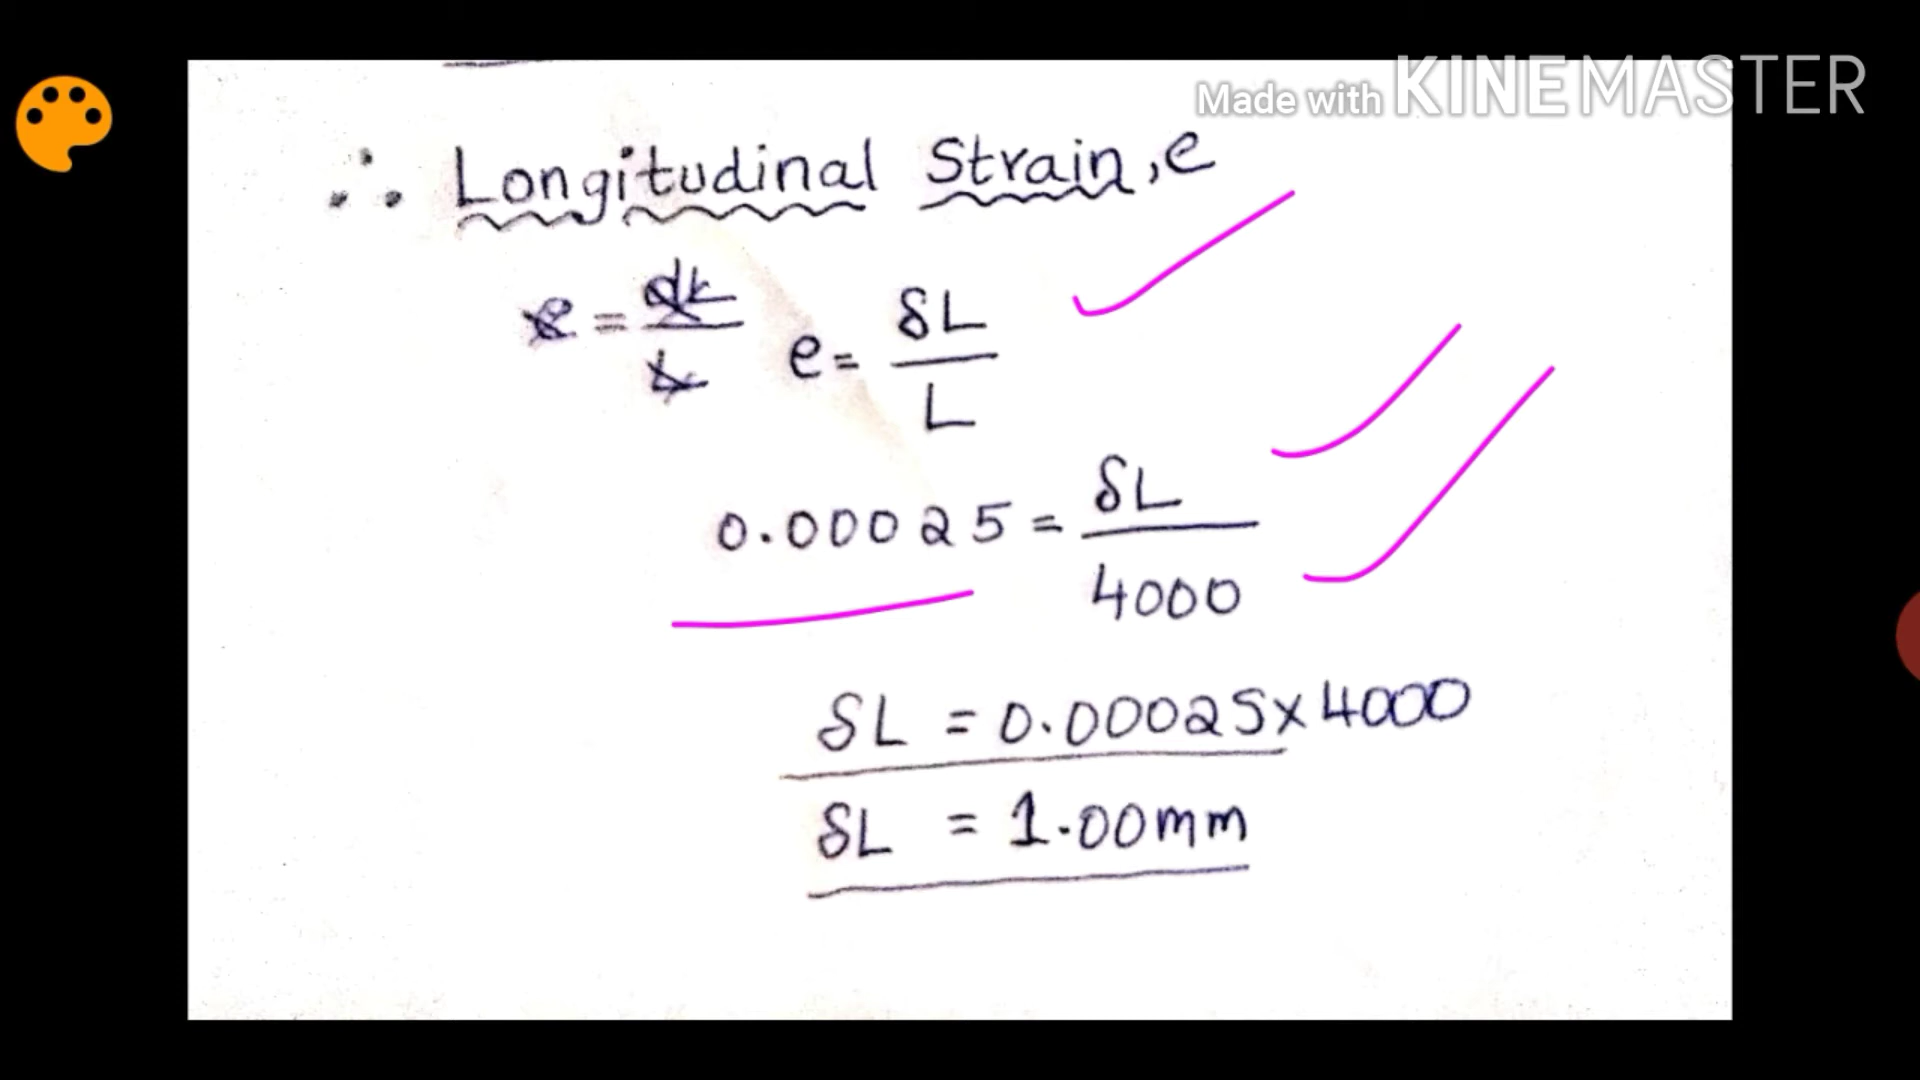 Made with KINEMASTER
∴ Longitudinal Strain, e
e = δL / L
0.00025 = δL / 4000
δL = 0.00025 x 4000
δL = 1.00mm